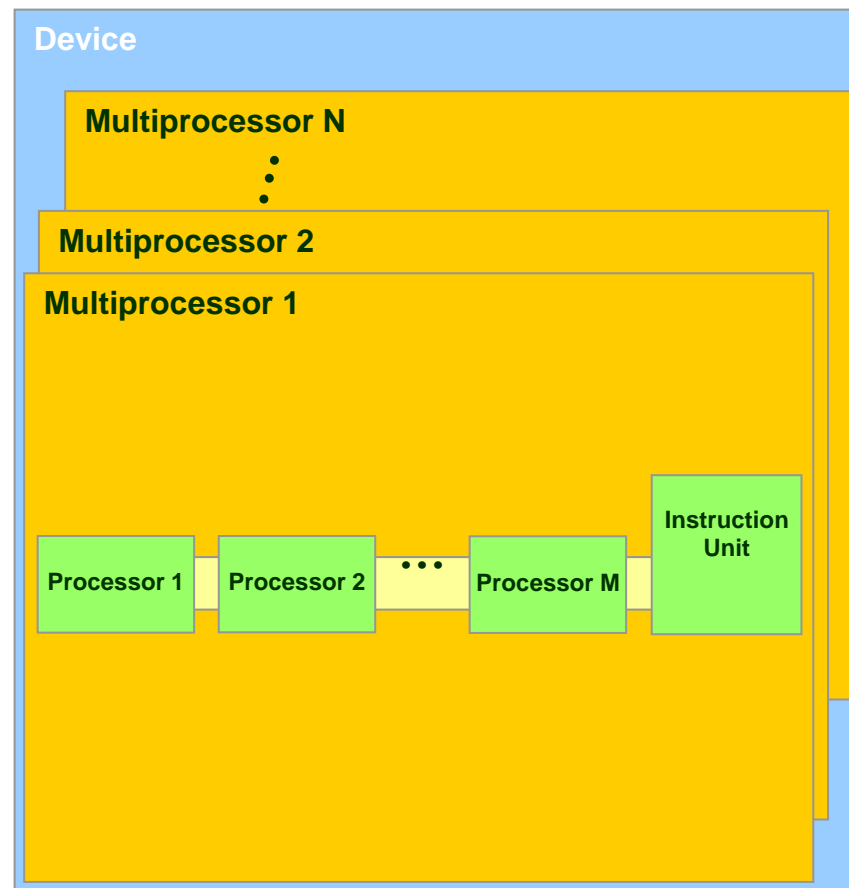 Device
Multiprocessor N
Multiprocessor 2
Multiprocessor 1
Processor 1
Processor 2
...
Processor M
Instruction
Unit